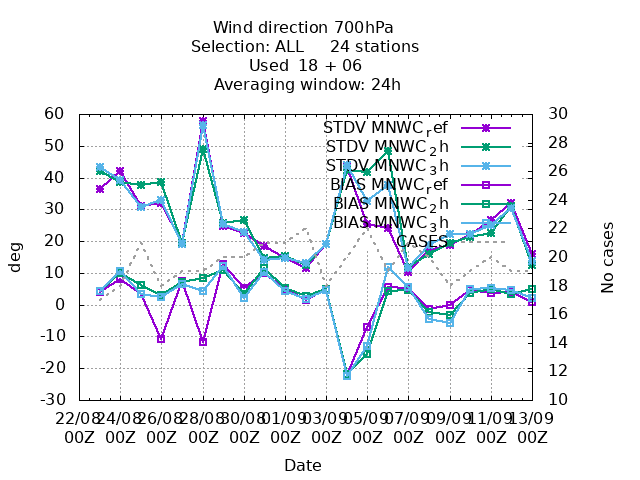 Wind direction 700hPa
Selection: ALL 24 stations
Used 18 + 06
Averaging window: 24h
STDV MNWC_ref
STDV MNWC_2h
STDV MNWC_3h
BIAS MNWC_ref
BIAS MNWC_2h
BIAS MNWC_3h
CASES
60
50
40
30
20
10
0
-10
-20
-30
deg
30
28
26
24
22
20
18
16
14
12
10
No cases
22/08 24/08 26/08 28/08 30/08 01/09 03/09 05/09 07/09 09/09 11/09 13/09
00Z 00Z 00Z 00Z 00Z 00Z 00Z 00Z 00Z 00Z 00Z 00Z
Date